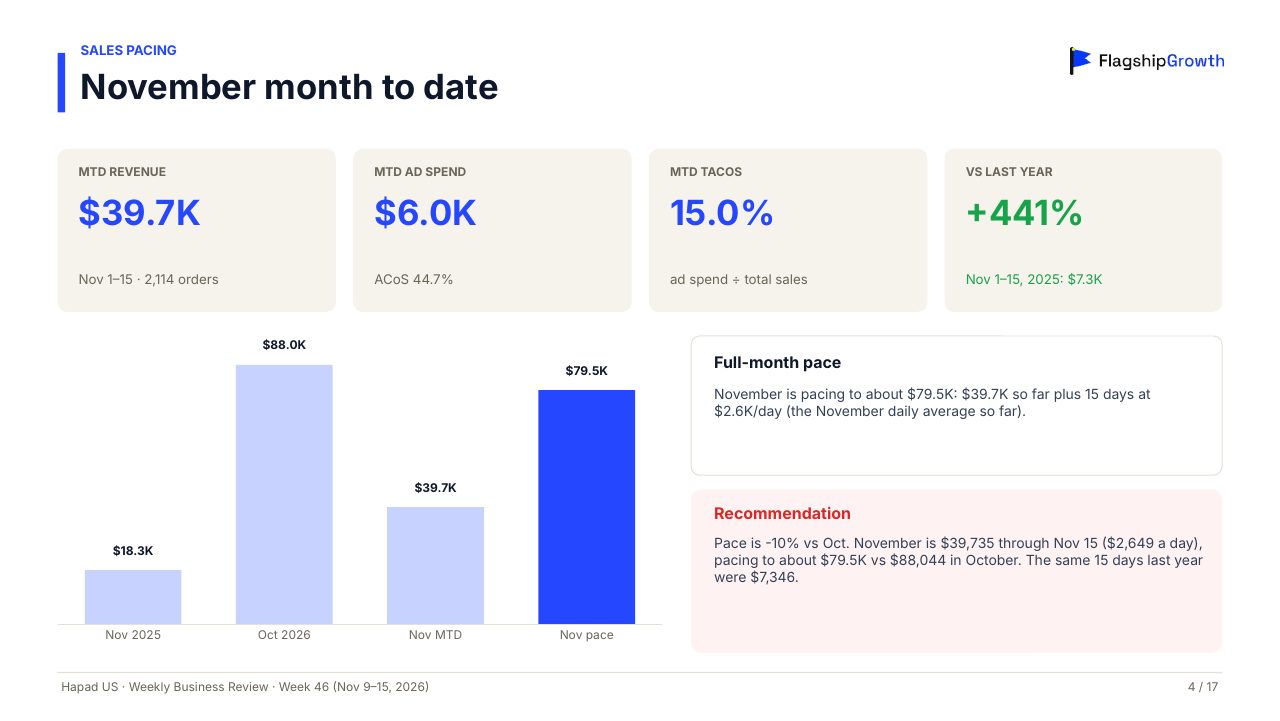 SALES PACING
November month to date
FlagshipGrowth
MTD REVENUE
$39.7K
Nov 1–15 · 2,114 orders
MTD AD SPEND
$6.0K
ACoS 44.7%
MTD TACOS
15.0%
ad spend ÷ total sales
VS LAST YEAR
+441%
Nov 1–15, 2025: $7.3K
$18.3K
$88.0K
$39.7K
$79.5K
Nov 2025
Oct 2026
Nov MTD
Nov pace
Full-month pace
November is pacing to about $79.5K: $39.7K so far plus 15 days at
$2.6K/day (the November daily average so far).
Recommendation
Pace is -10% vs Oct. November is $39,735 through Nov 15 ($2,649 a day),
pacing to about $79.5K vs $88,044 in October. The same 15 days last year
were $7,346.
Hapad US · Weekly Business Review · Week 46 (Nov 9–15, 2026)
4 / 17